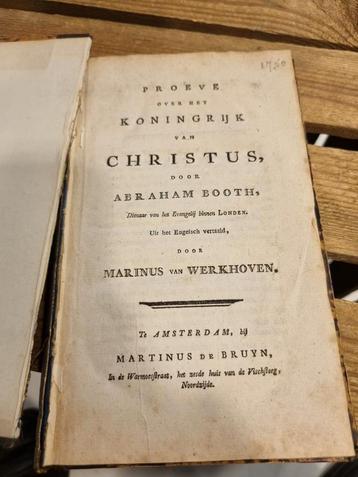 1790
PROEVE
OVER HET
KONINGRIJK
VAN
CHRISTUS,
DOOR
ABRAHAM BOOTH,
Dienaar van het Evangelij binnen LONDEN.
Uit het Engelsch vertaald,
DOOR
MARINUS VAN WERKHOVEN.
Te AMSTERDAM, bij
MARTINUS DE BRUYN,
In de Warmoesstraat, het zesde huis van de Vischsteeg,
Noordzijde.